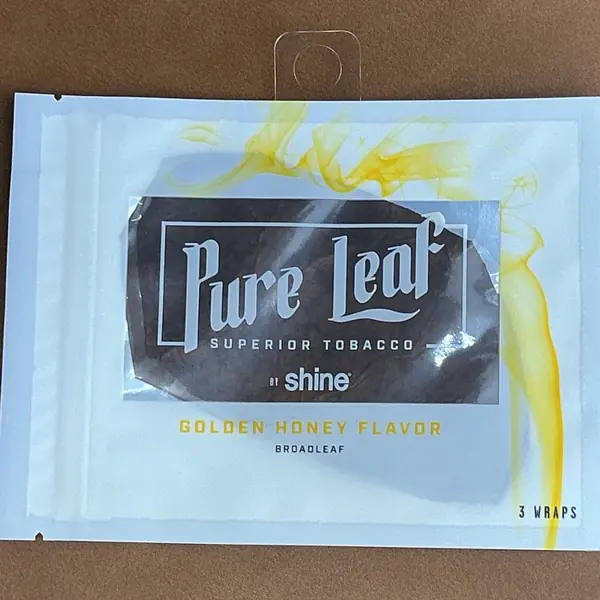 Pure Leaf
SUPERIOR TOBACCO
BY shine®
GOLDEN HONEY FLAVOR
BROADLEAF
3 WRAPS